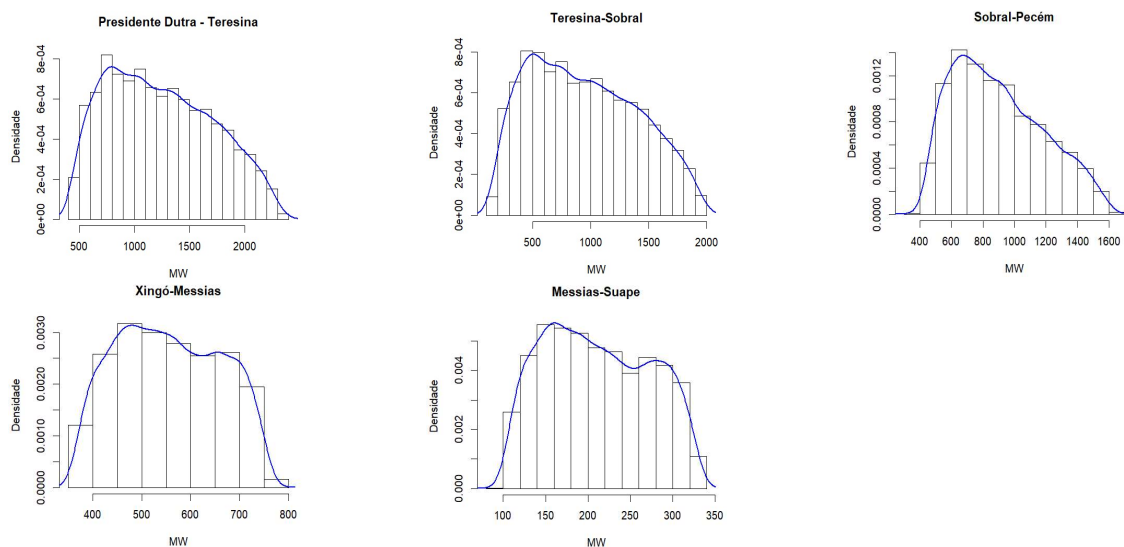 Presidente Dutra - Teresina
Densidade
0e+00 2e-04 4e-04 6e-04 8e-04
500 1000 1500 2000
MW
Teresina-Sobral
Densidade
0e+00 2e-04 4e-04 6e-04 8e-04
500 1000 1500 2000
MW
Sobral-Pecém
Densidade
0.0000 0.0004 0.0008 0.0012
400 600 800 1000 1200 1400 1600
MW
Xingó-Messias
Densidade
0.0000 0.0010 0.0020 0.0030
400 500 600 700 800
MW
Messias-Suape
Densidade
0.000 0.002 0.004
100 150 200 250 300 350
MW